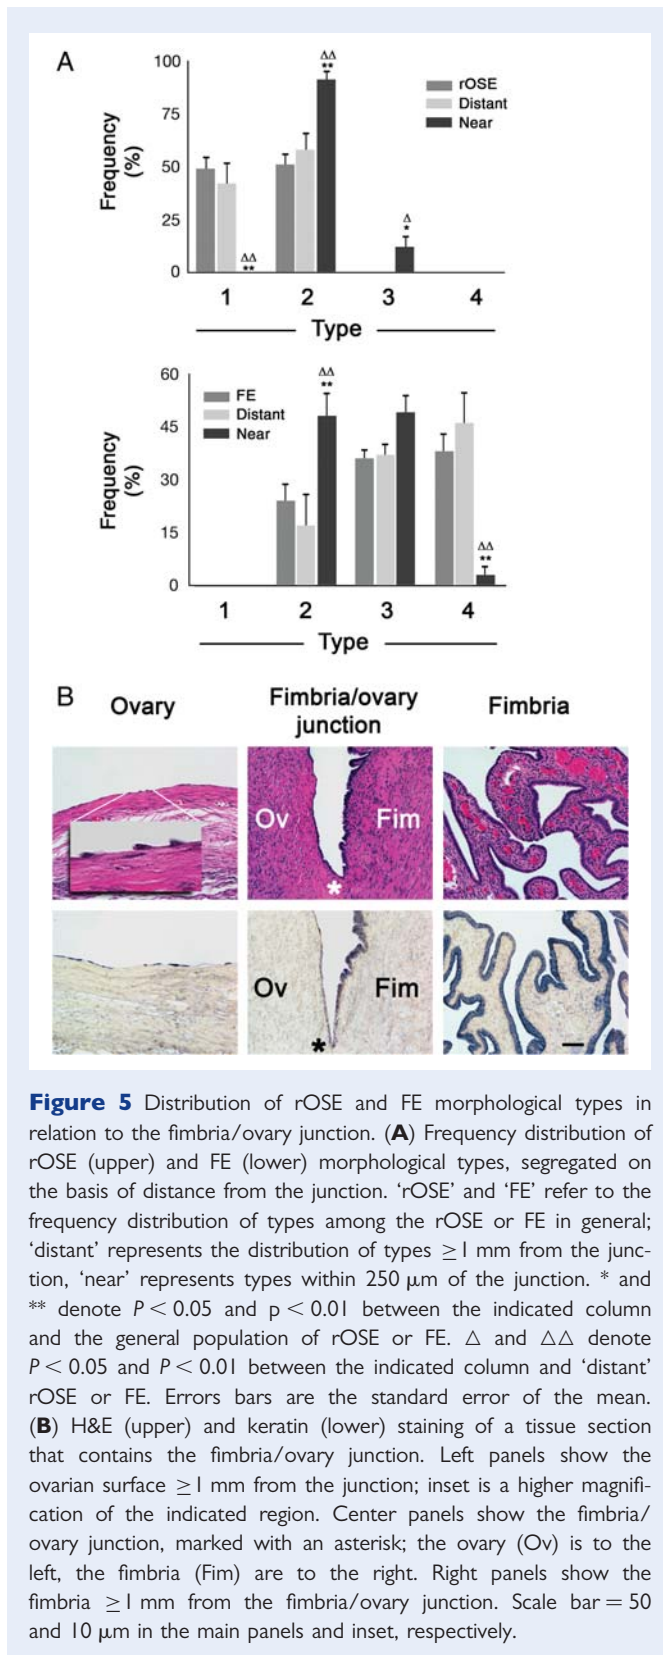 A
Frequency (%)
100
75
50
25
0
ΔΔ
**
ΔΔ
**
Δ
*
rOSE
Distant
Near
1 2 3 4
Type
Frequency (%)
60
45
30
15
0
FE
Distant
Near
ΔΔ
**
ΔΔ
**
1 2 3 4
Type
B
Ovary
Fimbria/ovary
junction
Fimbria
Ov Fim
*
Ov Fim
*
Figure 5 Distribution of rOSE and FE morphological types in
relation to the fimbria/ovary junction. (A) Frequency distribution of
rOSE (upper) and FE (lower) morphological types, segregated on
the basis of distance from the junction. ‘rOSE’ and ‘FE’ refer to the
frequency distribution of types among the rOSE or FE in general;
‘distant’ represents the distribution of types ≥1 mm from the junc-
tion, ‘near’ represents types within 250 μm of the junction. * and
** denote P < 0.05 and p < 0.01 between the indicated column
and the general population of rOSE or FE. △ and △△ denote
P < 0.05 and P < 0.01 between the indicated column and ‘distant’
rOSE or FE. Errors bars are the standard error of the mean.
(B) H&E (upper) and keratin (lower) staining of a tissue section
that contains the fimbria/ovary junction. Left panels show the
ovarian surface ≥1 mm from the junction; inset is a higher magnifi-
cation of the indicated region. Center panels show the fimbria/
ovary junction, marked with an asterisk; the ovary (Ov) is to the
left, the fimbria (Fim) are to the right. Right panels show the
fimbria ≥1 mm from the fimbria/ovary junction. Scale bar = 50
and 10 μm in the main panels and inset, respectively.